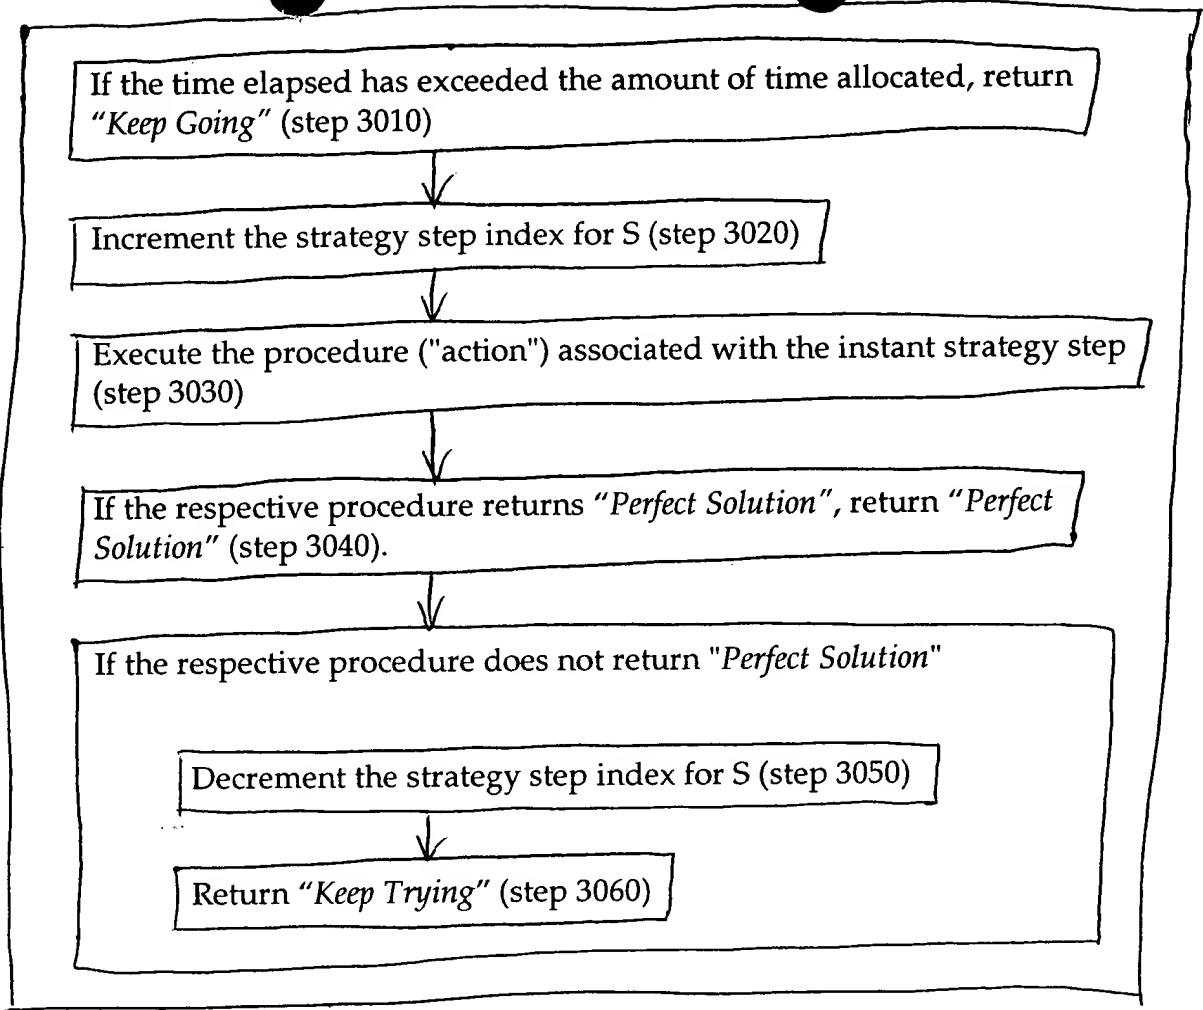 If the time elapsed has exceeded the amount of time allocated, return
“Keep Going” (step 3010)
Increment the strategy step index for S (step 3020)
Execute the procedure ("action") associated with the instant strategy step
(step 3030)
If the respective procedure returns “Perfect Solution”, return “Perfect
Solution” (step 3040).
If the respective procedure does not return "Perfect Solution"
Decrement the strategy step index for S (step 3050)
Return “Keep Trying” (step 3060)